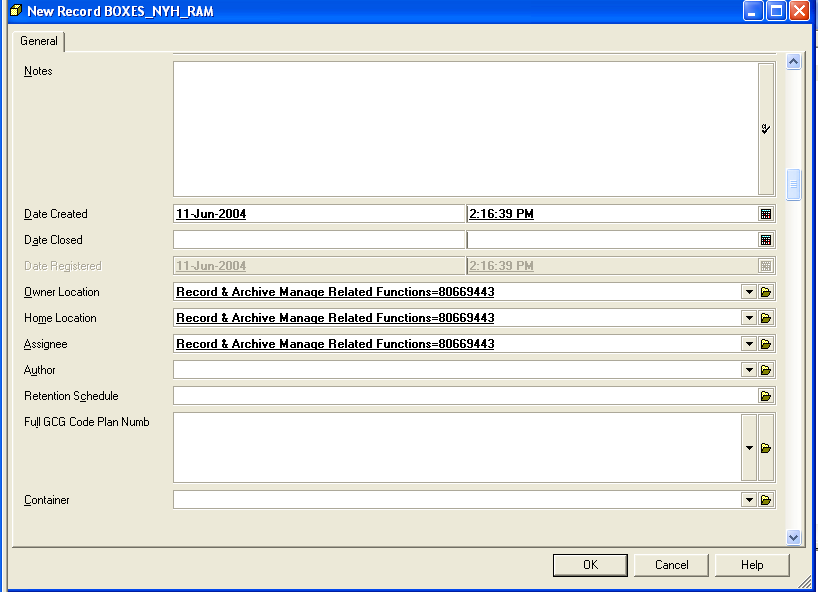 New Record BOXES_NYH_RAM
General
Notes
Date Created 11-Jun-2004 2:16:39 PM
Date Closed
Date Registered 11-Jun-2004 2:16:39 PM
Owner Location Record & Archive Manage Related Functions=80669443
Home Location Record & Archive Manage Related Functions=80669443
Assignee Record & Archive Manage Related Functions=80669443
Author
Retention Schedule
Full GCG Code Plan Numb
Container
OK Cancel Help